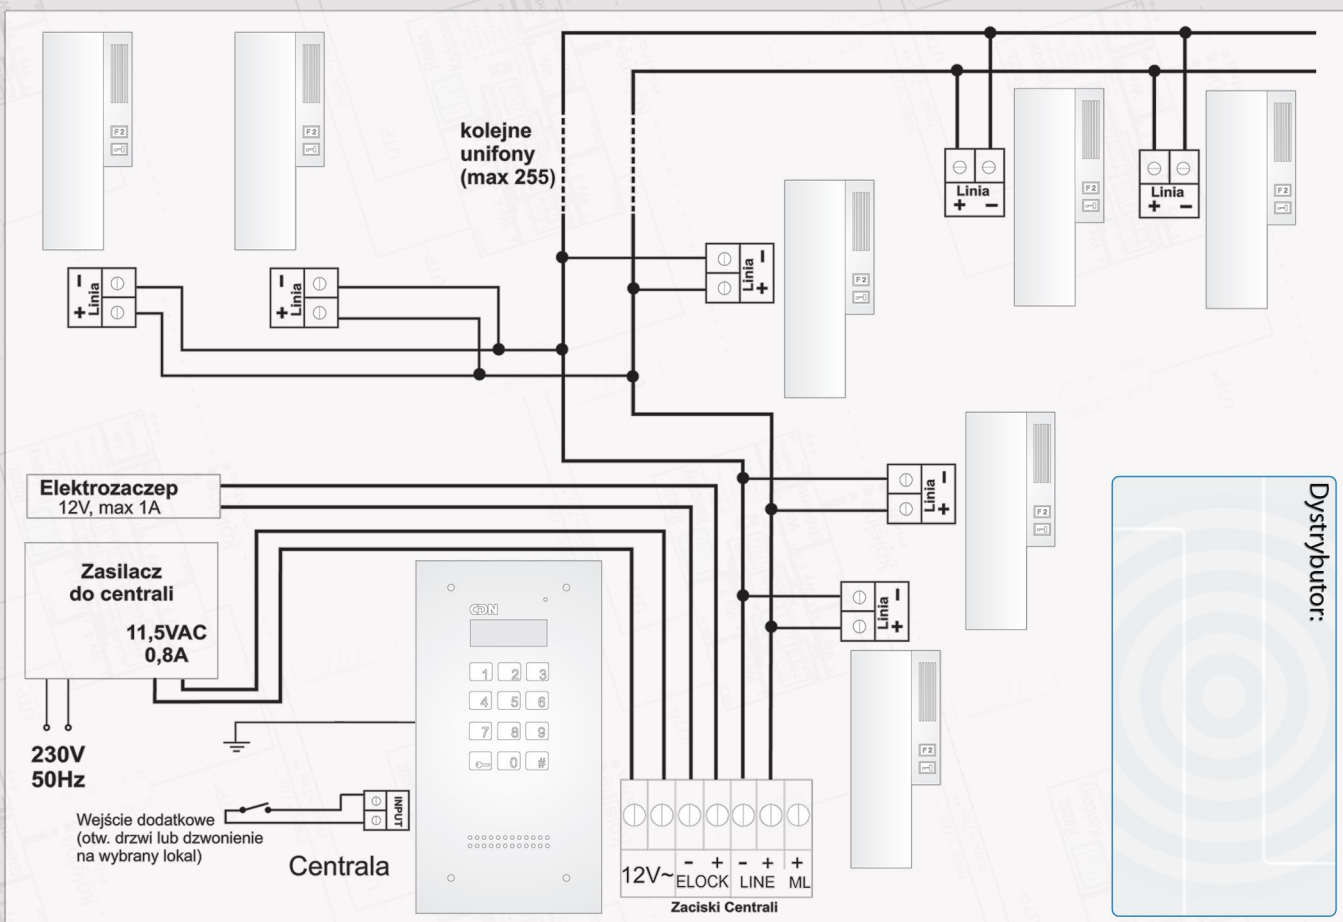 F2
F2
kolejne
unifony
(max 255)
Linia
+ −
Linia
+ −
F2
F2
Linia
−
+
F2
− 
+
Linia
−
+
Linia
Elektrozaczep
12V, max 1A
Zasilacz
do centrali
11,5VAC
0,8A
230V
50Hz
Linia
−
+
F2
Linia
−
+
F2
Dystrybutor:
CDN
1 2 3
4 5 6
7 8 9
0 #
INPUT
Wejście dodatkowe
(otw. drzwi lub dzwonienie
na wybrany lokal)
Centrala
− + − + +
12V~ ELOCK LINE ML
Zaciski Centrali